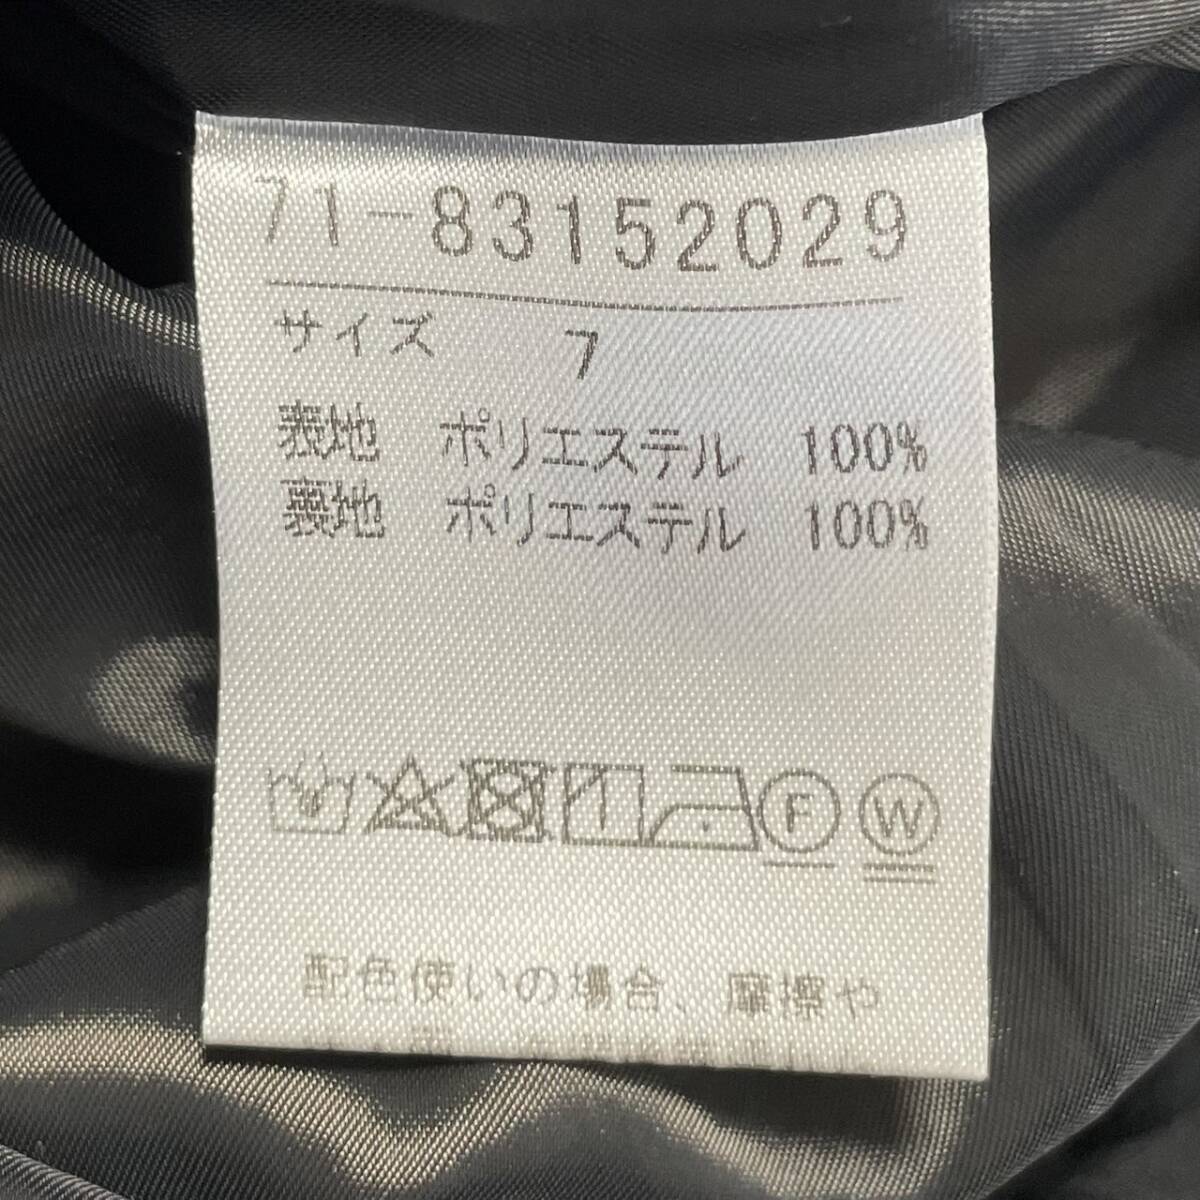 71-83152029
サイズ 7
表地 ポリエステル 100%
裏地 ポリエステル 100%
F W
配色使いの場合、摩擦や